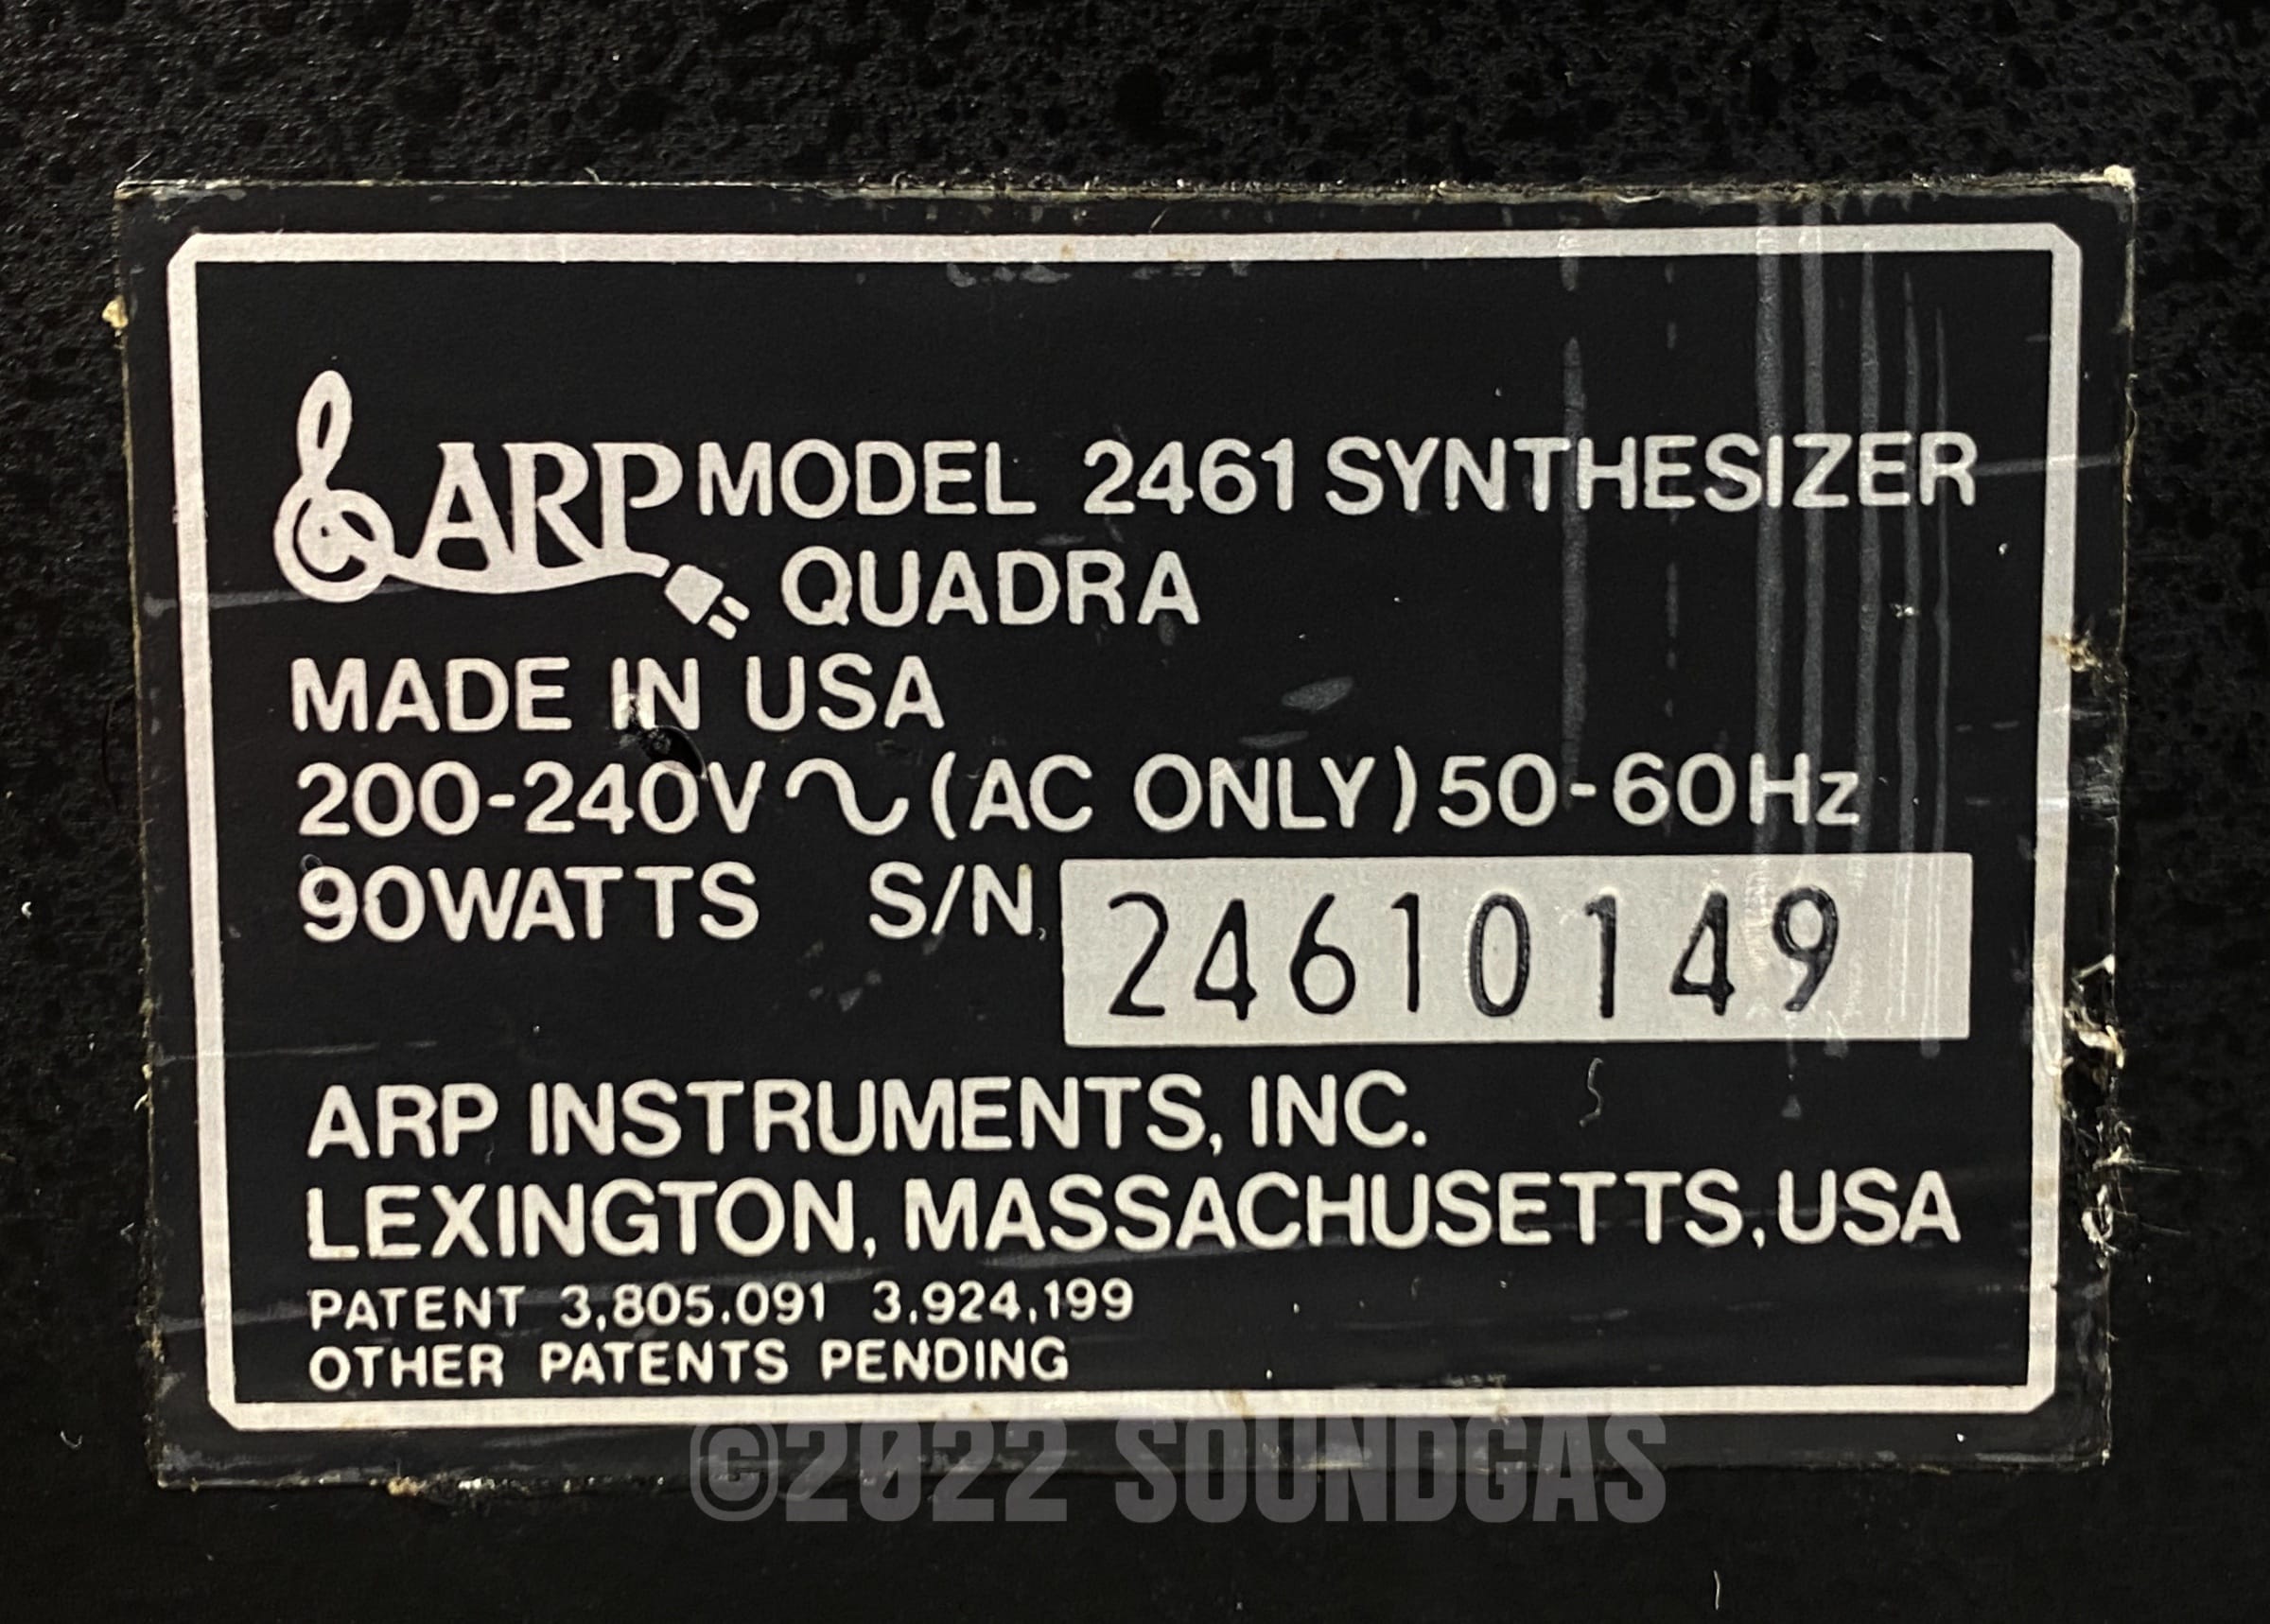 ARP MODEL 2461 SYNTHESIZER
QUADRA
MADE IN USA
200-240V∿(AC ONLY)50-60Hz
90WATTS S/N 24610149
ARP INSTRUMENTS, INC.
LEXINGTON, MASSACHUSETTS,USA
PATENT 3,805.091 3.924,199
OTHER PATENTS PENDING
©2022 SOUNDGAS